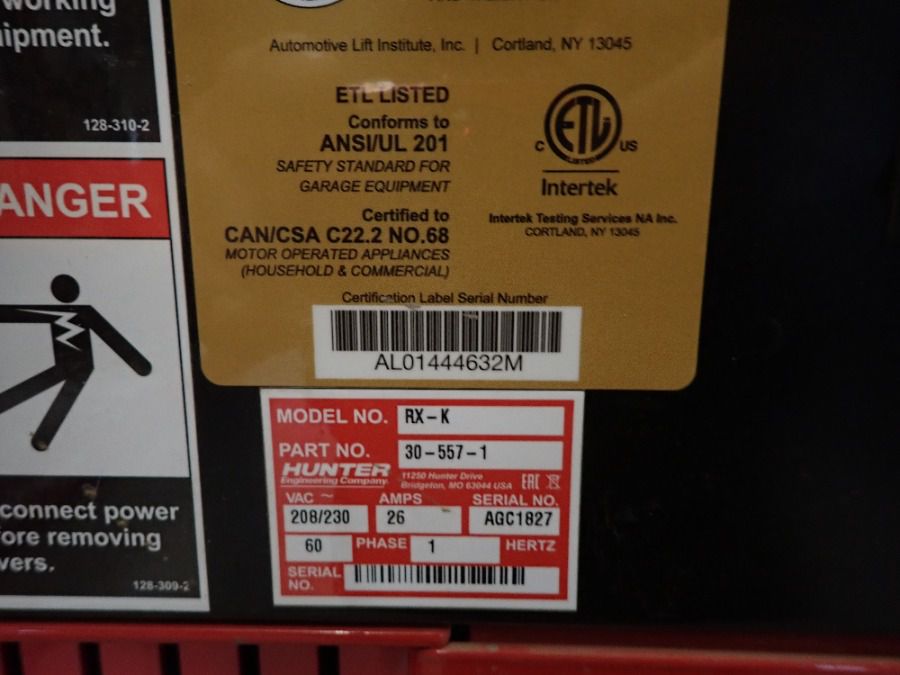 working
ipment.
128-310-2
ANGER
connect power
fore removing
vers.
128-309-2
Automotive Lift Institute, Inc. | Cortland, NY 13045
ETL LISTED
Conforms to
ANSI/UL 201
SAFETY STANDARD FOR
GARAGE EQUIPMENT
Certified to
CAN/CSA C22.2 NO.68
MOTOR OPERATED APPLIANCES
(HOUSEHOLD & COMMERCIAL)
ETL
LISTED
C US
Intertek
Intertek Testing Services NA Inc.
CORTLAND, NY 13045
Certification Label Serial Number
AL01444632M
MODEL NO. RX-K
PART NO. 30-557-1
HUNTER
Engineering Company
11250 Hunter Drive
Bridgeton, MO 63044 USA
EAC
VAC ~ AMPS SERIAL NO.
208/230 26 AGC1827
60 PHASE 1 HERTZ
SERIAL
NO.